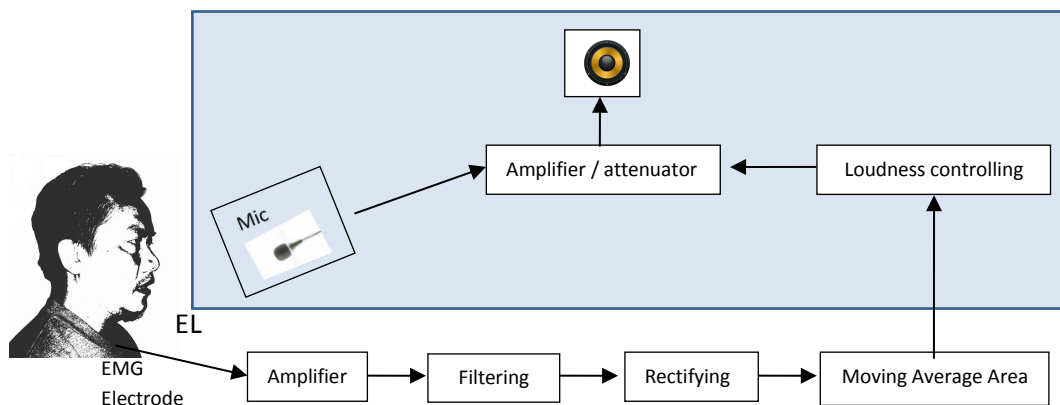 Amplifier / attenuator
Loudness controlling
Mic
EL
EMG
Electrode
Amplifier
Filtering
Rectifying
Moving Average Area